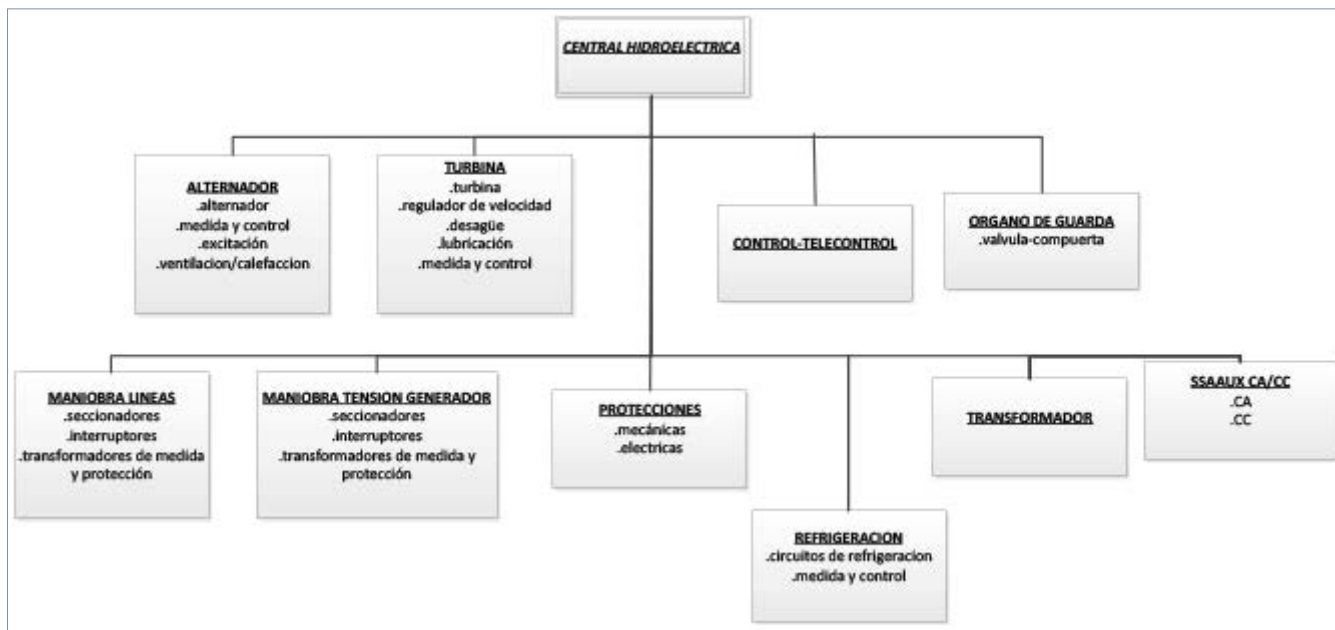 CENTRAL HIDROELECTRICA
ALTERNADOR
.alternador
.medida y control
.excitación
.ventilacion/calefaccion
TURBINA
.turbina
.regulador de velocidad
.desagüe
.lubricación
.medida y control
CONTROL-TELECONTROL
ORGANO DE GUARDA
.valvula-compuerta
MANIOBRA LINEAS
.seccionadores
.interruptores
.transformadores de medida
y protección
MANIOBRA TENSION GENERADOR
.seccionadores
.interruptores
.transformadores de medida y
protección
PROTECCIONES
.mecánicas
.electricas
REFRIGERACION
.circuitos de refrigeracion
.medida y control
TRANSFORMADOR
SSAAUX CA/CC
.CA
.CC